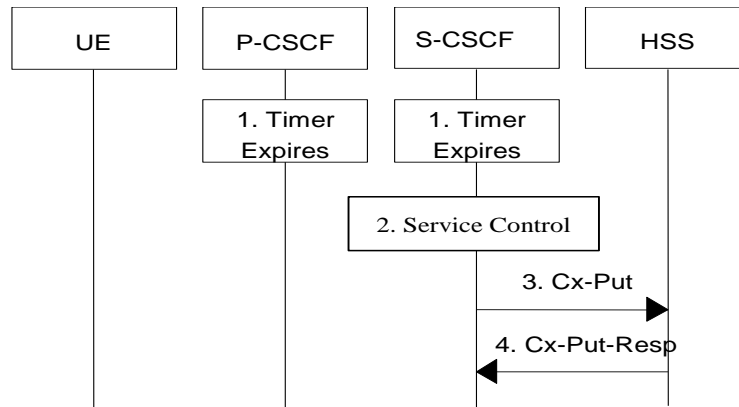 UE
P-CSCF
S-CSCF
HSS
1. Timer
Expires
1. Timer
Expires
2. Service Control
3. Cx-Put
4. Cx-Put-Resp